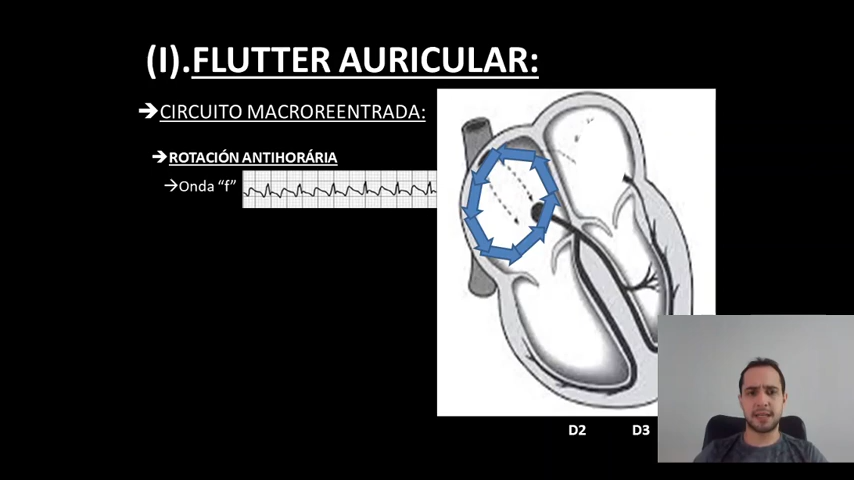 (I).FLUTTER AURICULAR:
➔CIRCUITO MACROREENTRADA:
➔ROTACIÓN ANTIHORÁRIA
→Onda “f”
D2 D3